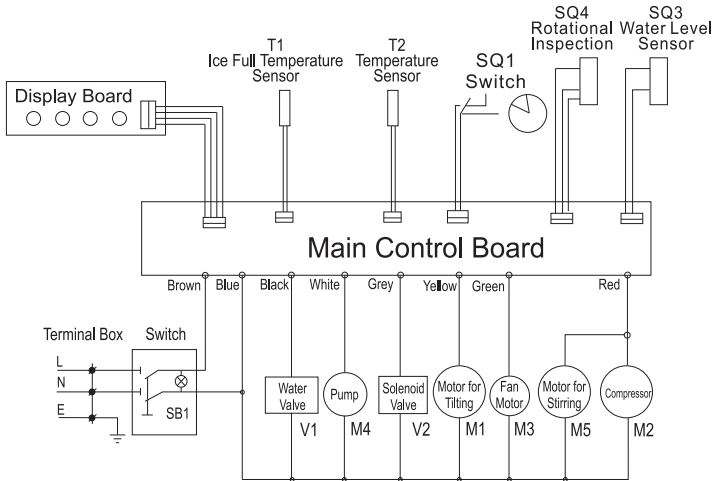 SQ4
Rotational
Inspection
SQ3
Water Level
Sensor
T1
Ice Full Temperature
Sensor
T2
Temperature
Sensor
SQ1
Switch
Display Board
Main Control Board
Brown
Blue
Black
White
Grey
Yellow
Green
Red
Terminal Box
Switch
L
N
E
SB1
Water
Valve
V1
Pump
M4
Solenoid
Valve
V2
Motor for
Tilting
M1
Fan
Motor
M3
Motor for
Stirring
M5
Compressor
M2